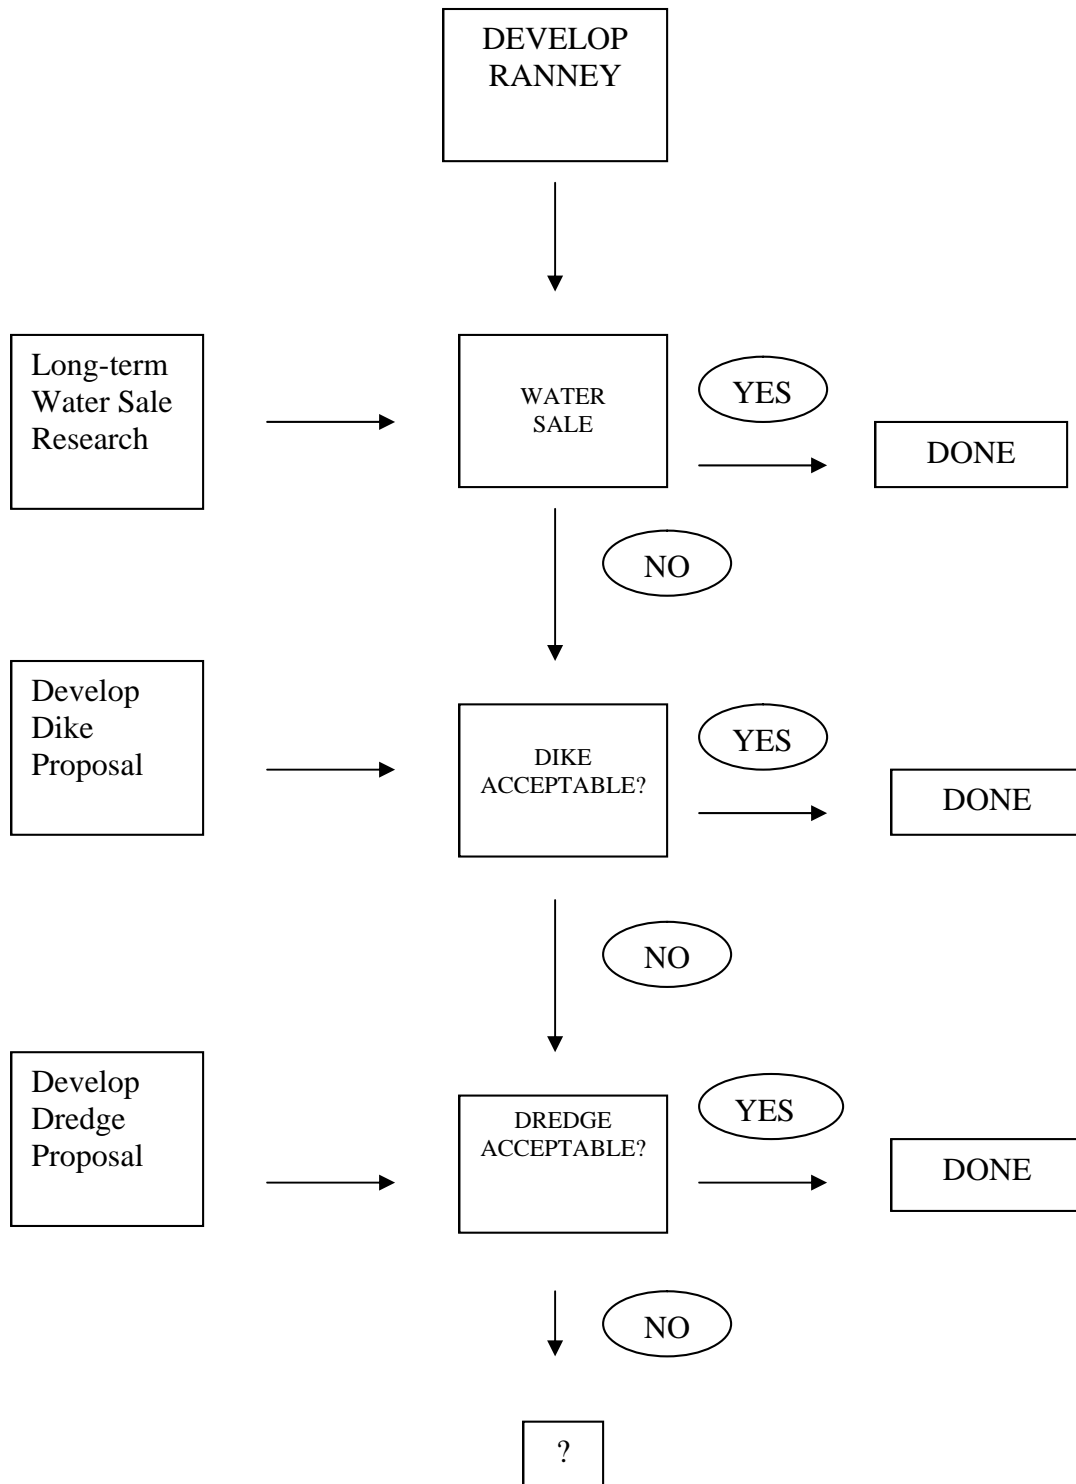 DEVELOP
RANNEY
Long-term
Water Sale
Research
WATER
SALE
YES
DONE
NO
Develop
Dike
Proposal
DIKE
ACCEPTABLE?
YES
DONE
NO
Develop
Dredge
Proposal
DREDGE
ACCEPTABLE?
YES
DONE
NO
?